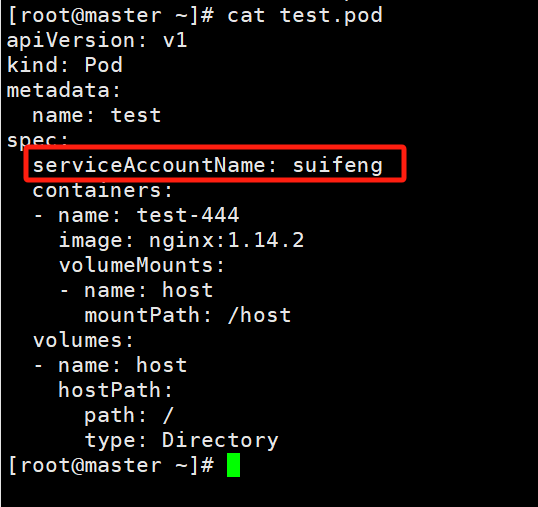 [root@master ~]# cat test.pod
apiVersion: v1
kind: Pod
metadata:
  name: test
spec:
  serviceAccountName: suifeng
  containers:
  - name: test-444
    image: nginx:1.14.2
    volumeMounts:
    - name: host
      mountPath: /host
  volumes:
  - name: host
    hostPath:
      path: /
      type: Directory
[root@master ~]#